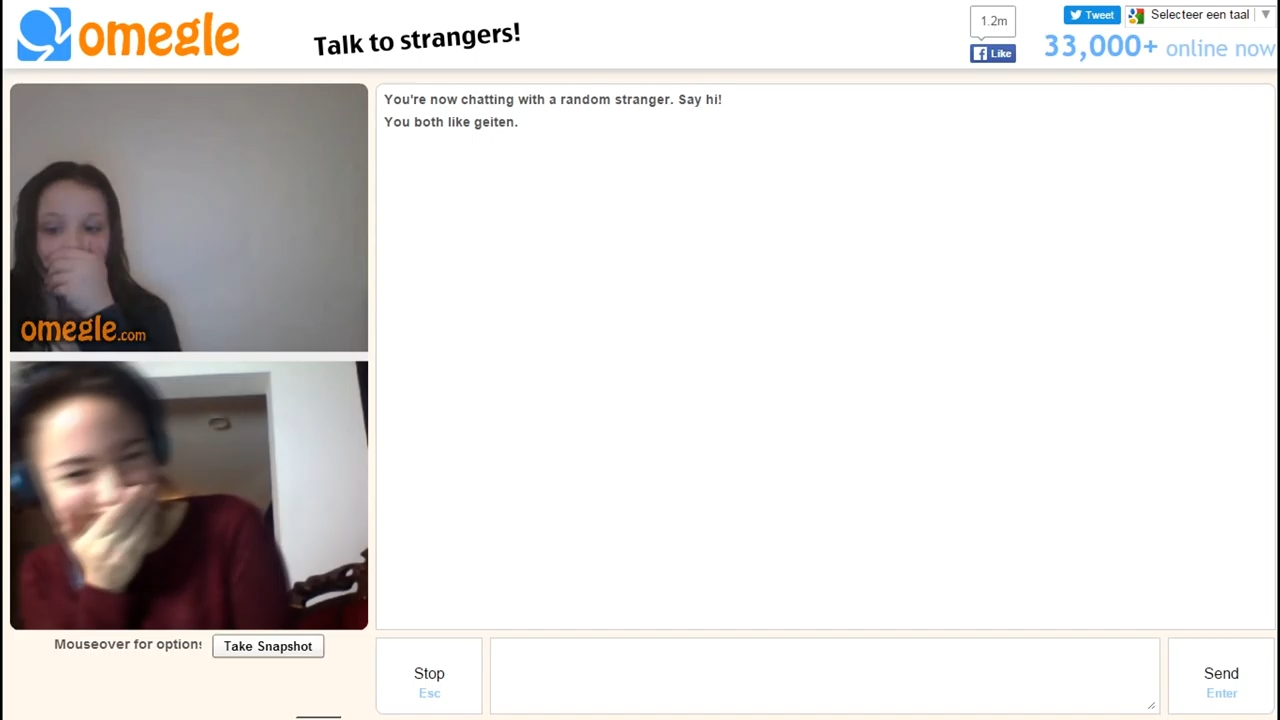 omegle
Talk to strangers!
1.2m
Like
Tweet
Selecteer een taal
33,000+ online now
omegle.com
You're now chatting with a random stranger. Say hi!
You both like geiten.
Mouseover for options
Take Snapshot
Stop
Esc
Send
Enter